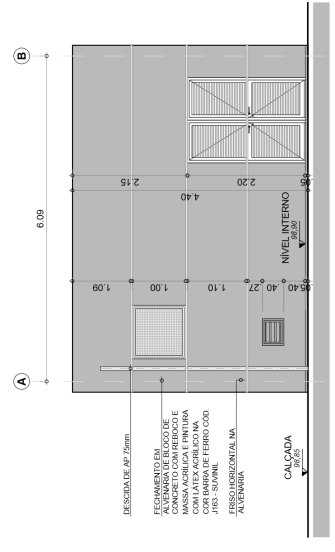 B
6.09
A
2.15
2.20
.05
4.40
1.09
1.00
1.10
.27
.40
.40
.05
NÍVEL INTERNO
98,90
DESCIDA DE AP 75mm
FECHAMENTO EM
ALVENARIA DE BLOCO DE
CONCRETO COM REBOCO E
MASSA ACRÍLICA E PINTURA
COM LÁTEX ACRÍLICO NA
COR BARRA DE FERRO CÓD.
J163 - SUVINIL
FRISO HORIZONTAL NA
ALVENARIA
CALÇADA
98,85